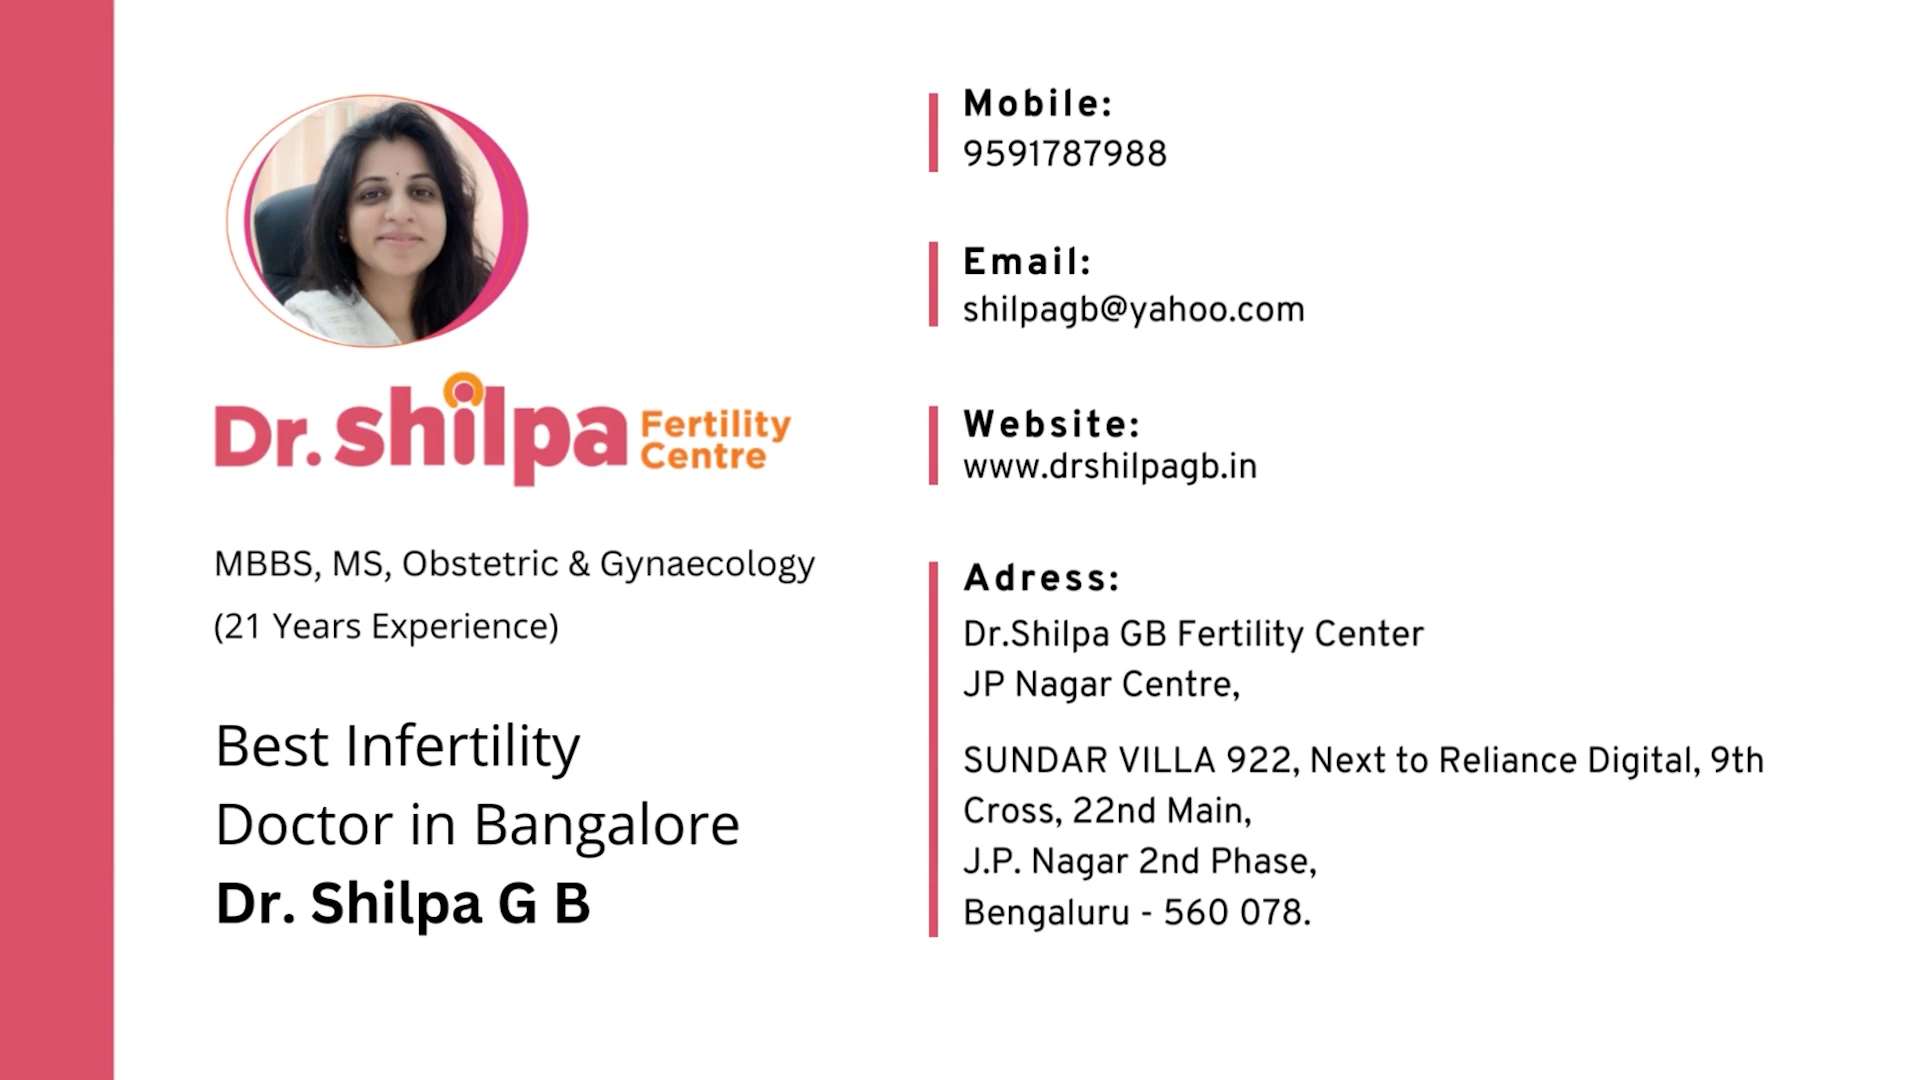 Dr. shilpa Fertility Centre
MBBS, MS, Obstetric & Gynaecology
(21 Years Experience)
Best Infertility
Doctor in Bangalore
Dr. Shilpa G B
Mobile:
9591787988
Email:
shilpagb@yahoo.com
Website:
www.drshilpagb.in
Adress:
Dr.Shilpa GB Fertility Center
JP Nagar Centre,
SUNDAR VILLA 922, Next to Reliance Digital, 9th
Cross, 22nd Main,
J.P. Nagar 2nd Phase,
Bengaluru - 560 078.